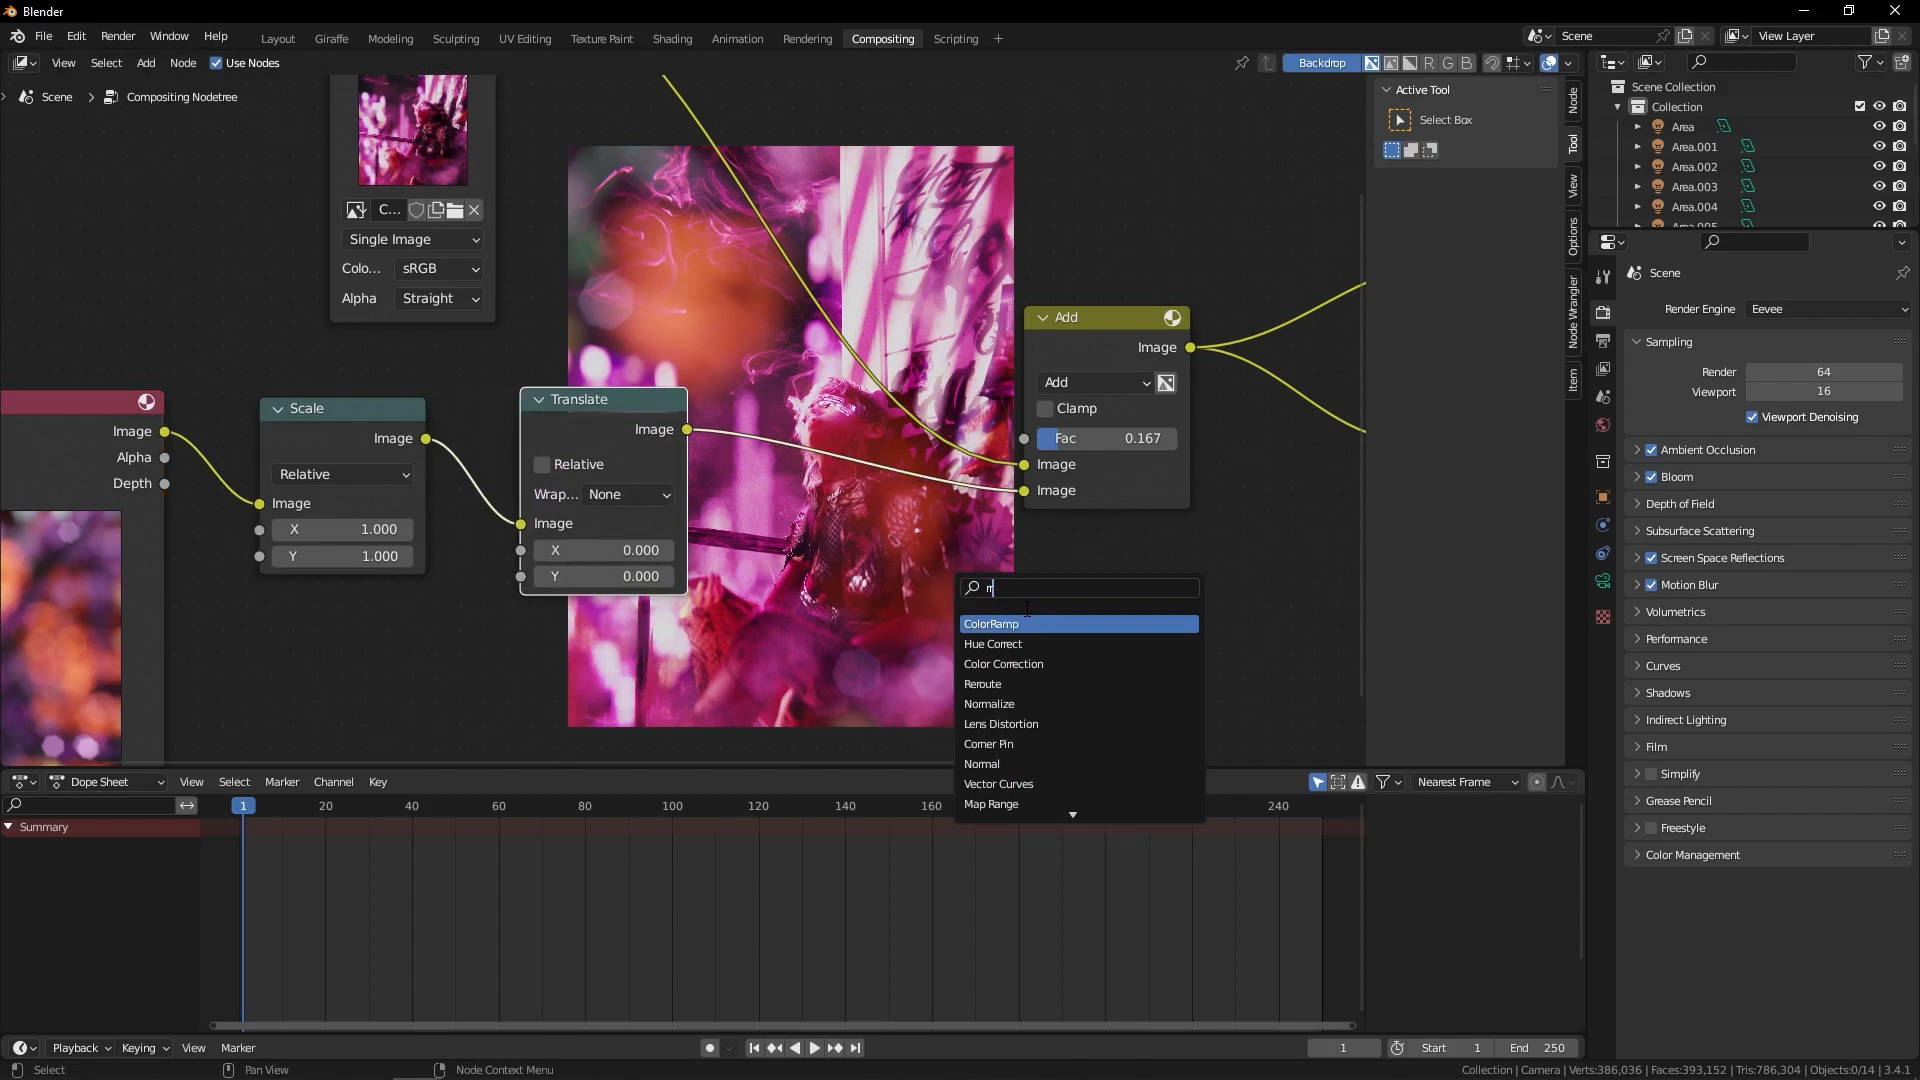 Blender
File Edit Render Window Help
Layout Giraffe Modeling Sculpting UV Editing Texture Paint Shading Animation Rendering Compositing Scripting +
Scene
View Layer
View Select Add Node Use Nodes
Backdrop R G B
Scene > Compositing Nodetree
C...
Single Image
Colo... sRGB
Alpha Straight
Image
Alpha
Depth
Scale
Image
Relative
Image
X 1.000
Y 1.000
Translate
Image
Relative
Wrap... None
Image
X 0.000
Y 0.000
Add
Image
Add
Clamp
Fac 0.167
Image
Image
ColorRamp
Hue Correct
Color Correction
Reroute
Normalize
Lens Distortion
Corner Pin
Normal
Vector Curves
Map Range
Active Tool
Select Box
Node
Tool
View
Options
Node Wrangler
Item
Scene Collection
Collection
Area
Area.001
Area.002
Area.003
Area.004
Area.005
Scene
Render Engine Eevee
Sampling
Render 64
Viewport 16
Viewport Denoising
Ambient Occlusion
Bloom
Depth of Field
Subsurface Scattering
Screen Space Reflections
Motion Blur
Volumetrics
Performance
Curves
Shadows
Indirect Lighting
Film
Simplify
Grease Pencil
Freestyle
Color Management
Dope Sheet View Select Marker Channel Key
Nearest Frame
1 20 40 60 80 100 120 140 160 240
Summary
Playback Keying View Marker
1 Start 1 End 250
Select Pan View Node Context Menu
Collection | Camera | Verts:386,036 | Faces:393,152 | Tris:786,304 | Objects:0/14 | 3.4.1